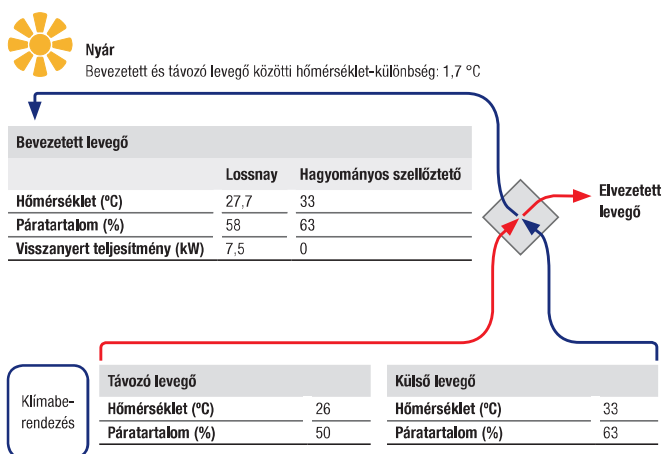 Nyár
Bevezetett és távozó levegő közötti hőmérséklet-különbség: 1,7 °C
Bevezetett levegő
Lossnay Hagyományos szellőztető
Hőmérséklet (ºC) 27,7 33
Páratartalom (%) 58 63
Visszanyert teljesítmény (kW) 7,5 0
Elvezetett
levegő
Klímabe-
rendezés
Távozó levegő
Hőmérséklet (ºC) 26
Páratartalom (%) 50
Külső levegő
Hőmérséklet (ºC) 33
Páratartalom (%) 63